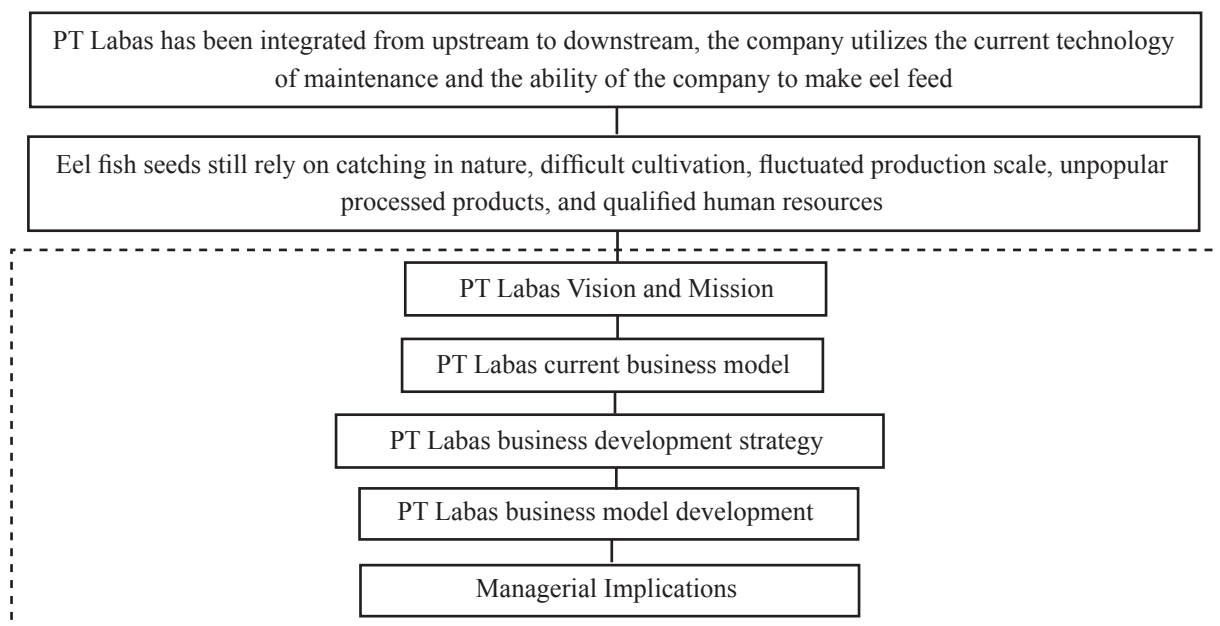 PT Labas has been integrated from upstream to downstream, the company utilizes the current technology
of maintenance and the ability of the company to make eel feed
Eel fish seeds still rely on catching in nature, difficult cultivation, fluctuated production scale, unpopular
processed products, and qualified human resources
PT Labas Vision and Mission
PT Labas current business model
PT Labas business development strategy
PT Labas business model development
Managerial Implications